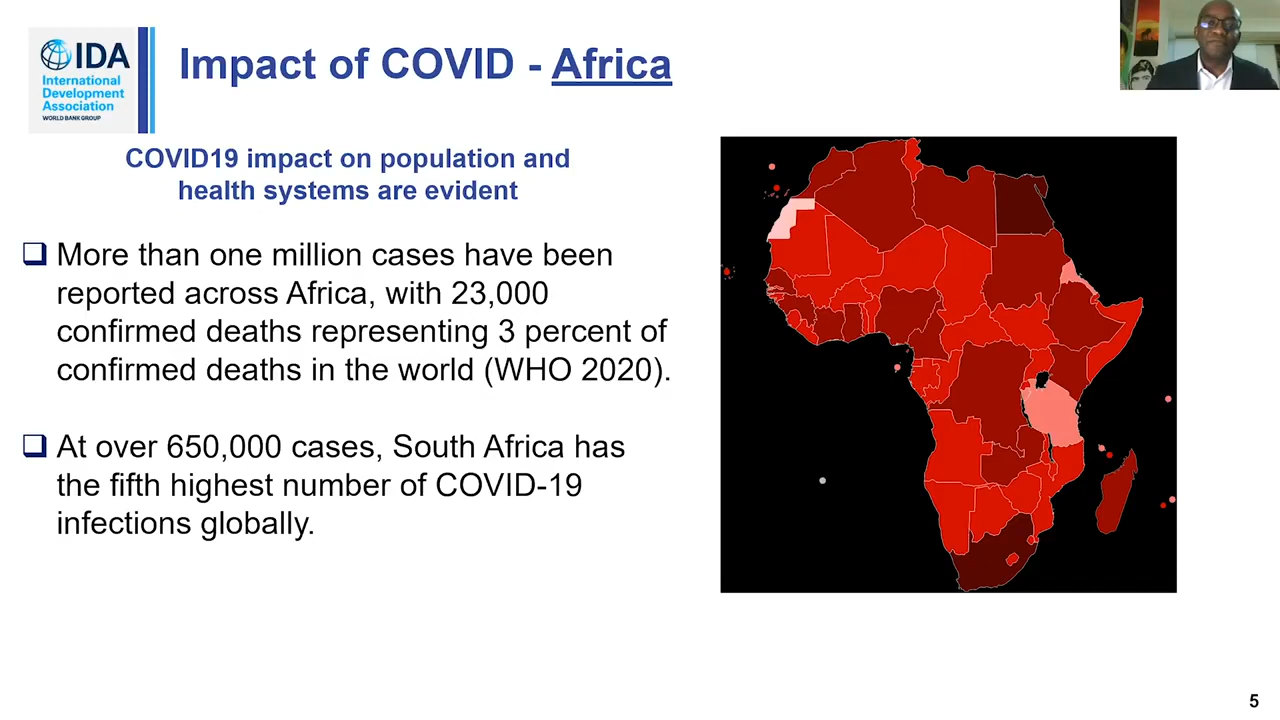 IDA
International
Development
Association
WORLD BANK GROUP
Impact of COVID - Africa
COVID19 impact on population and
health systems are evident
More than one million cases have been
reported across Africa, with 23,000
confirmed deaths representing 3 percent of
confirmed deaths in the world (WHO 2020).
At over 650,000 cases, South Africa has
the fifth highest number of COVID-19
infections globally.
5